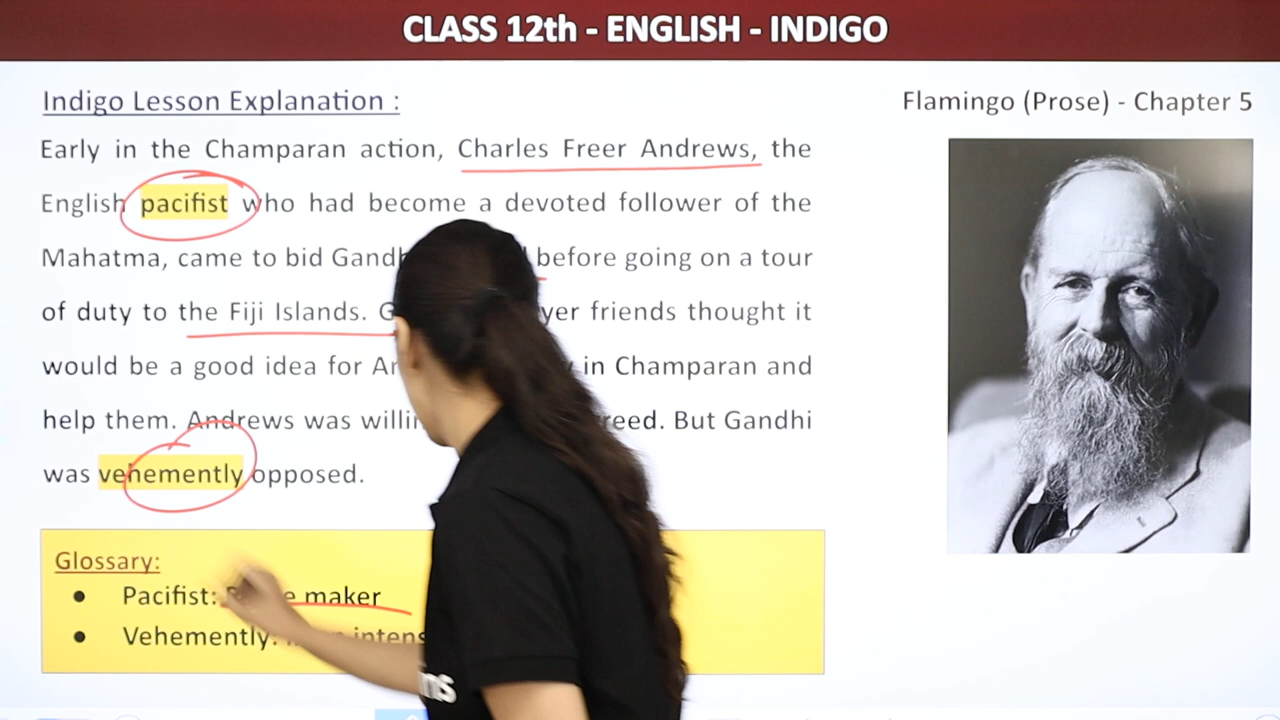 CLASS 12th - ENGLISH - INDIGO
Indigo Lesson Explanation :
Flamingo (Prose) - Chapter 5
Early in the Champaran action, Charles Freer Andrews, the
English pacifist who had become a devoted follower of the
Mahatma, came to bid before going on a tour
of duty to the Fiji Islands. friends thought it
would be a good idea for in Champaran and
help them. Andrews was But Gandhi
was vehemently opposed.
Glossary:
Pacifist: maker
Vehemently: